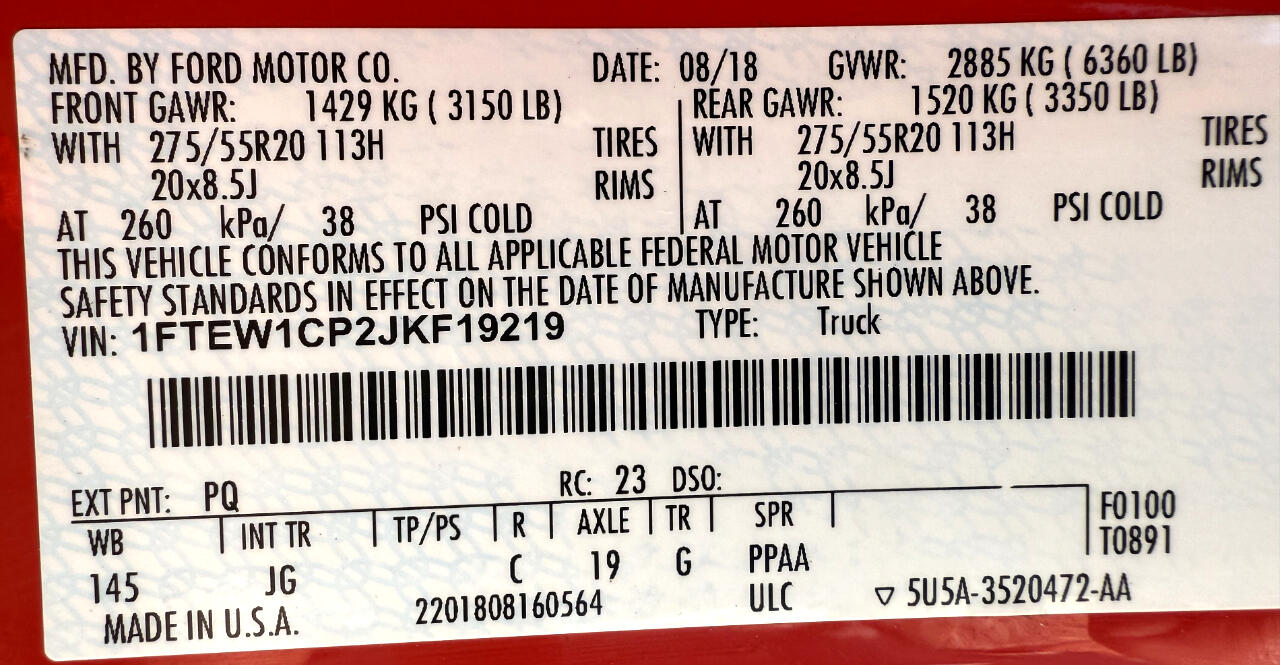 MFD. BY FORD MOTOR CO. DATE: 08/18 GVWR: 2885 KG ( 6360 LB)
FRONT GAWR: 1429 KG ( 3150 LB) REAR GAWR: 1520 KG ( 3350 LB)
WITH 275/55R20 113H TIRES WITH 275/55R20 113H TIRES
20x8.5J RIMS 20x8.5J RIMS
AT 260 kPa/ 38 PSI COLD AT 260 kPa/ 38 PSI COLD
THIS VEHICLE CONFORMS TO ALL APPLICABLE FEDERAL MOTOR VEHICLE
SAFETY STANDARDS IN EFFECT ON THE DATE OF MANUFACTURE SHOWN ABOVE.
VIN: 1FTEW1CP2JKF19219 TYPE: Truck
EXT PNT: PQ RC: 23 DSO:
WB INT TR TP/PS R AXLE TR SPR F0100
T0891
145 JG C 19 G PPAA
MADE IN U.S.A. 2201808160564 ULC ▽ 5U5A-3520472-AA